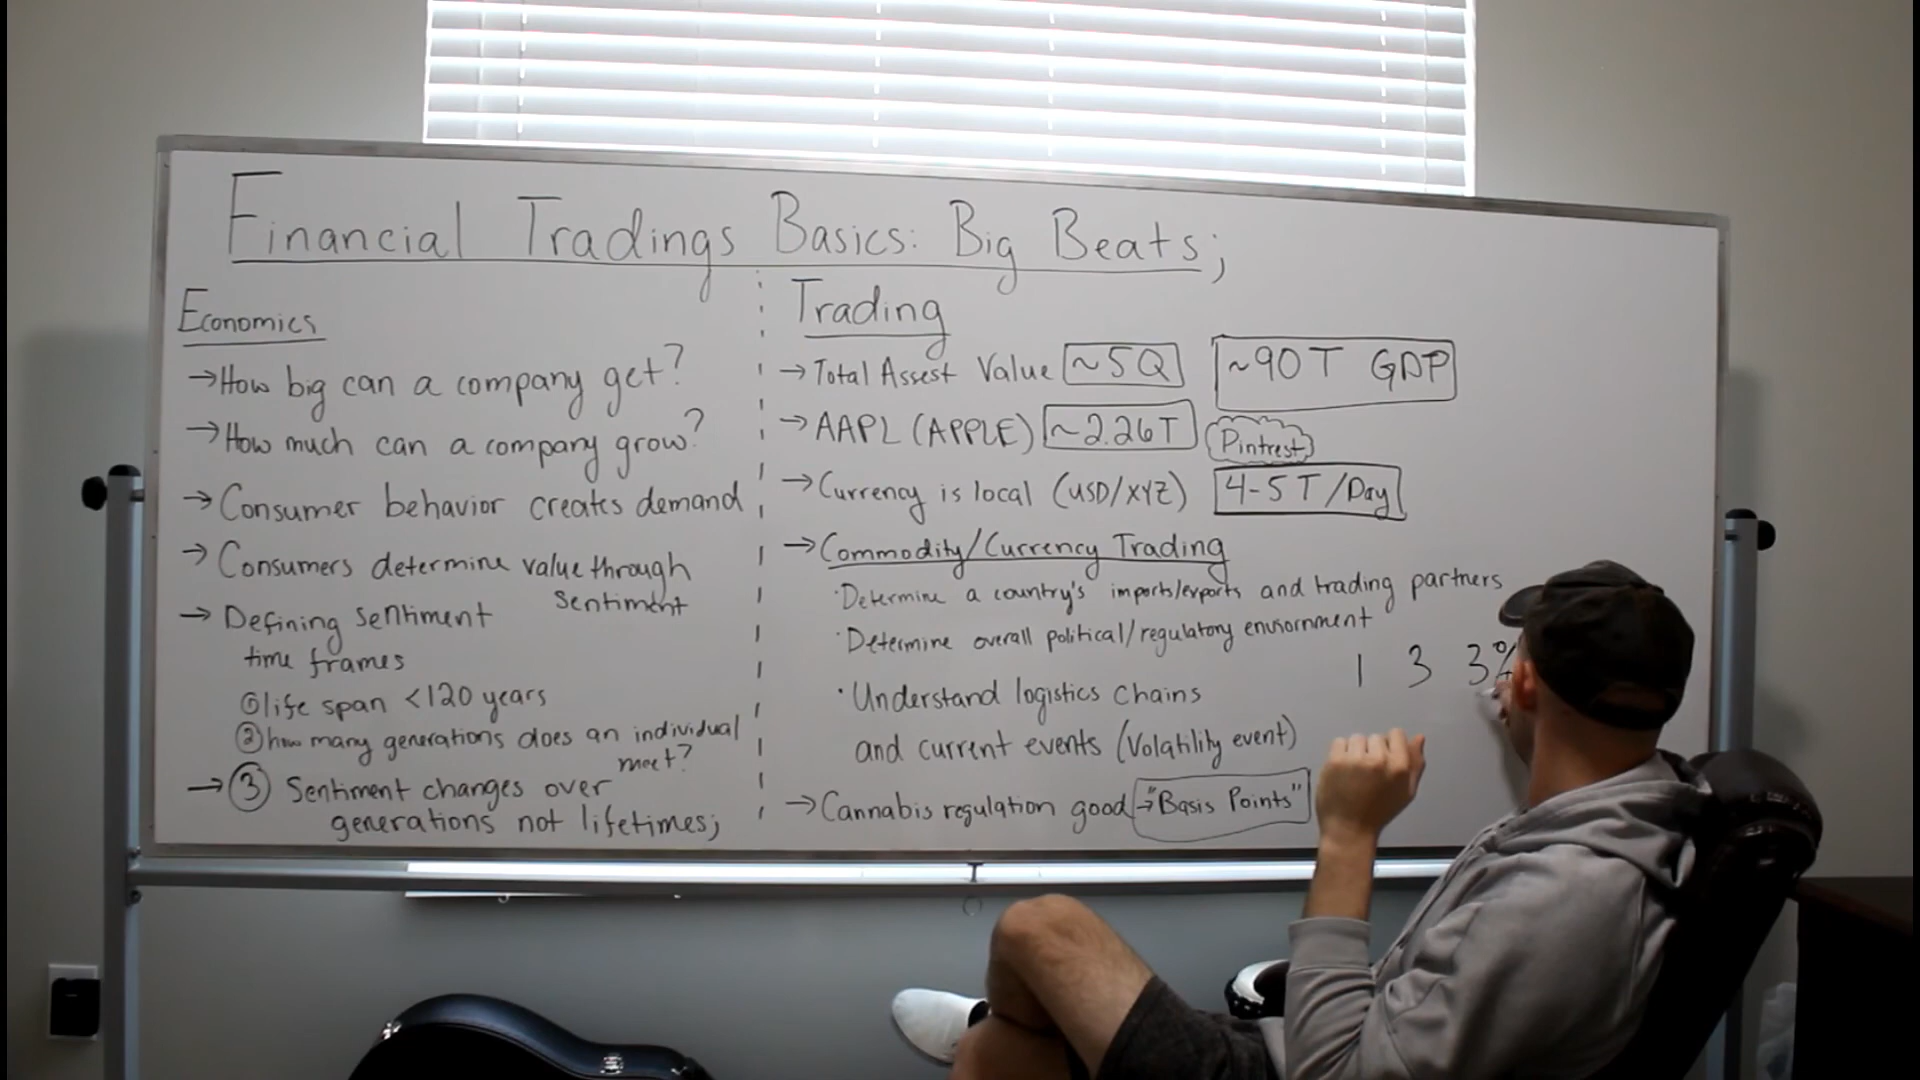 Financial Tradings Basics: Big Beats;
Economics
→How big can a company get?
→How much can a company grow?
→Consumer behavior creates demand
→Consumers determine value through
sentiment
→Defining sentiment
time frames
①life span <120 years
②how many generations does an individual
meet?
→③ Sentiment changes over
generations not lifetimes;
Trading
→Total Assest Value ~5Q ~90T GDP
→AAPL (APPLE) ~2.26T Pintrest
→Currency is local (USD/XYZ) 4-5T/Day
→Commodity/Currency Trading
·Determine a country's imports/exports and trading partners
·Determine overall political/regulatory enviornment
1 3 3%
·Understand logistics chains
and current events (Volatility event)
→Cannabis regulation good →"Basis Points"